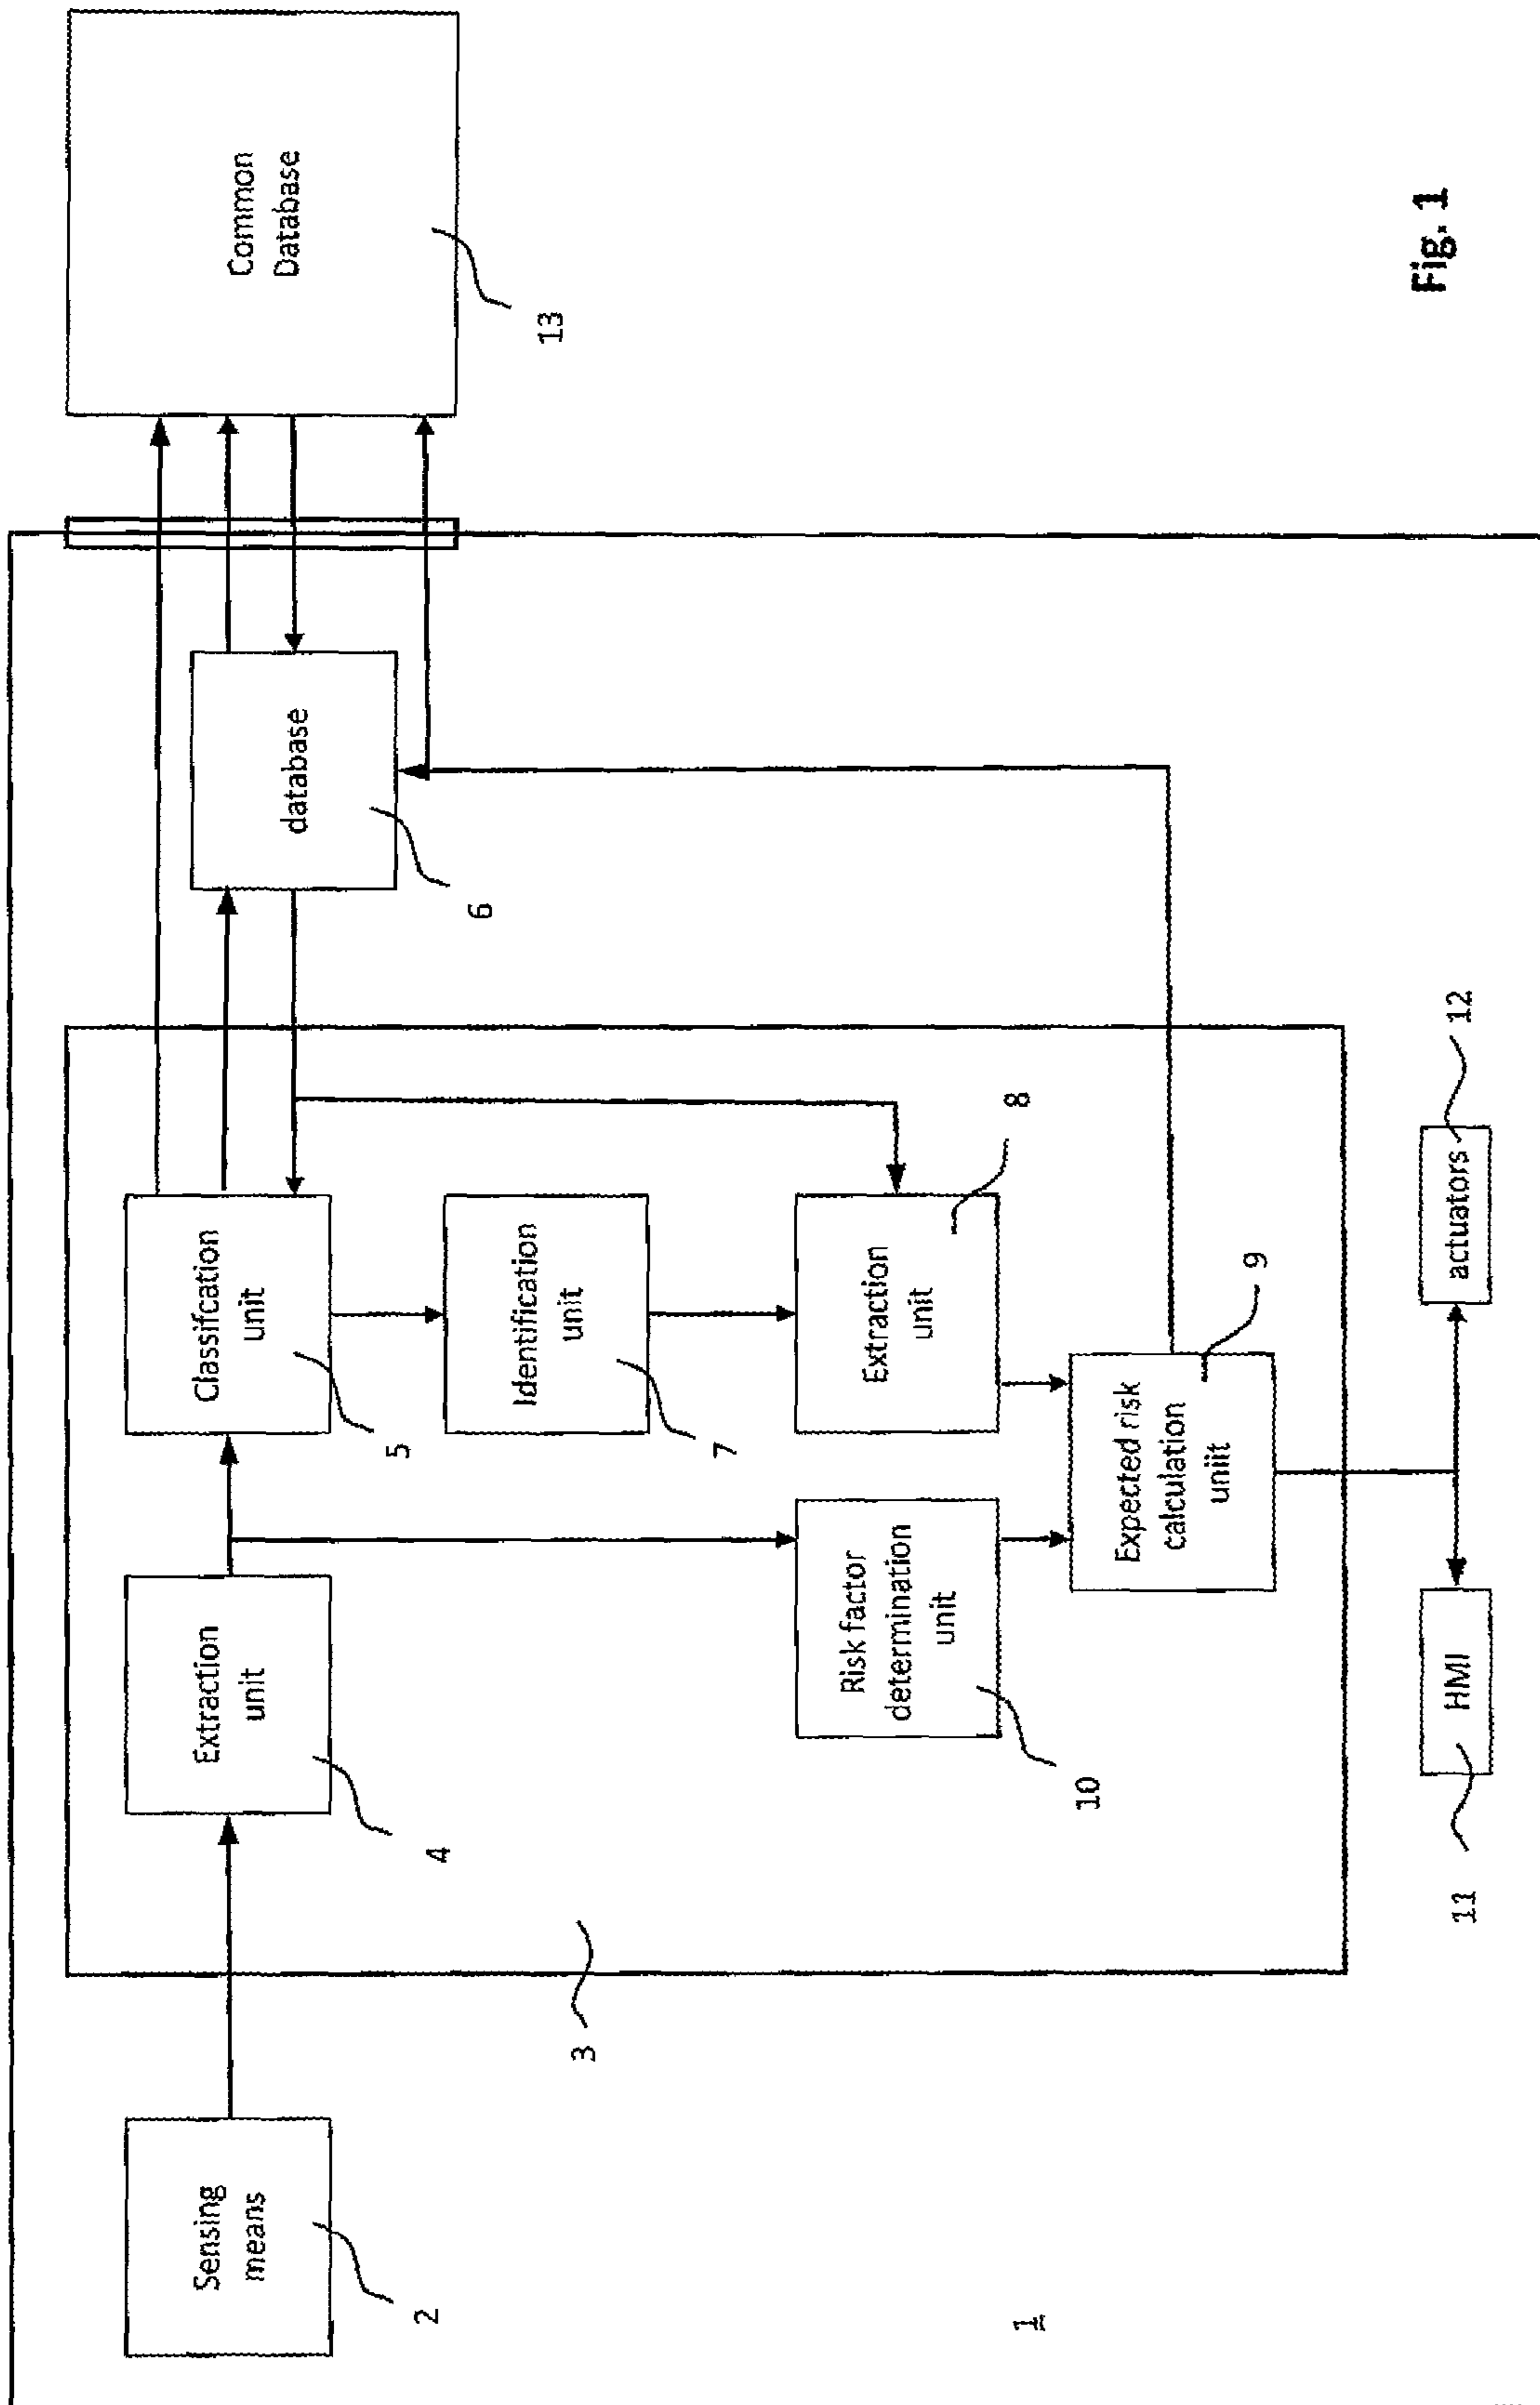 Sensing
means
2
Extraction
unit
4
Classifcation
unit
5
database
6
Common
Database
13
Identification
unit
7
3
Risk factor
determination
unit
10
Extraction
unit
8
Expected risk
calculation
uniit
9
1
HMI
11
actuators
12
Fig. 1